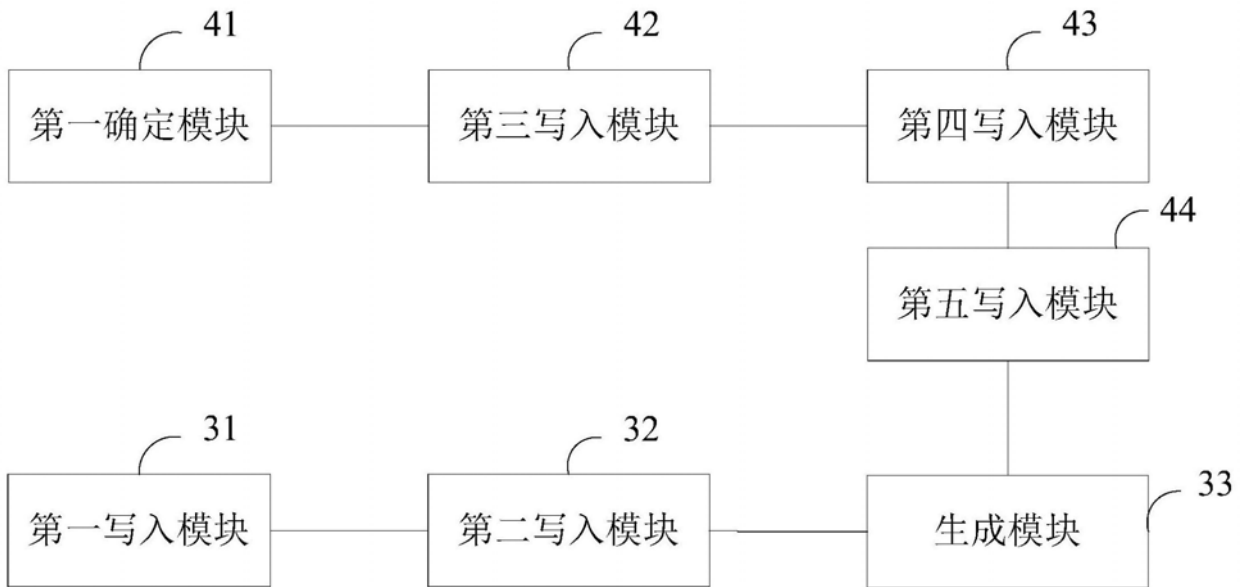 41
42
43
第一确定模块
第三写入模块
第四写入模块
44
第五写入模块
31
32
33
第一写入模块
第二写入模块
生成模块